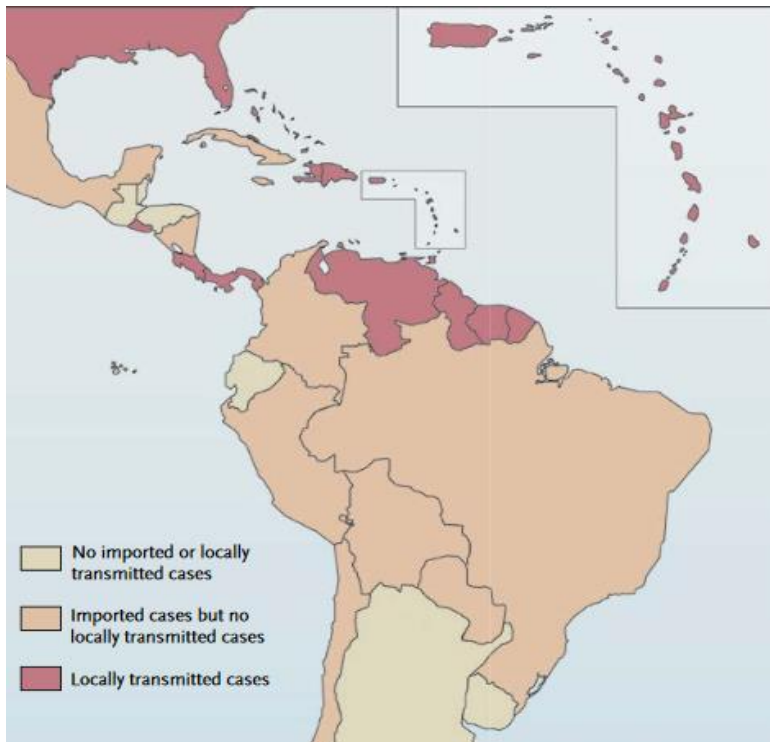 No imported or locally
transmitted cases
Imported cases but no
locally transmitted cases
Locally transmitted cases